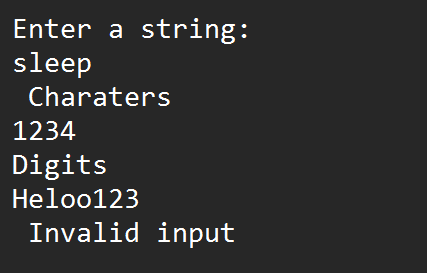 Enter a string:
sleep
Charaters
1234
Digits
Heloo123
Invalid input